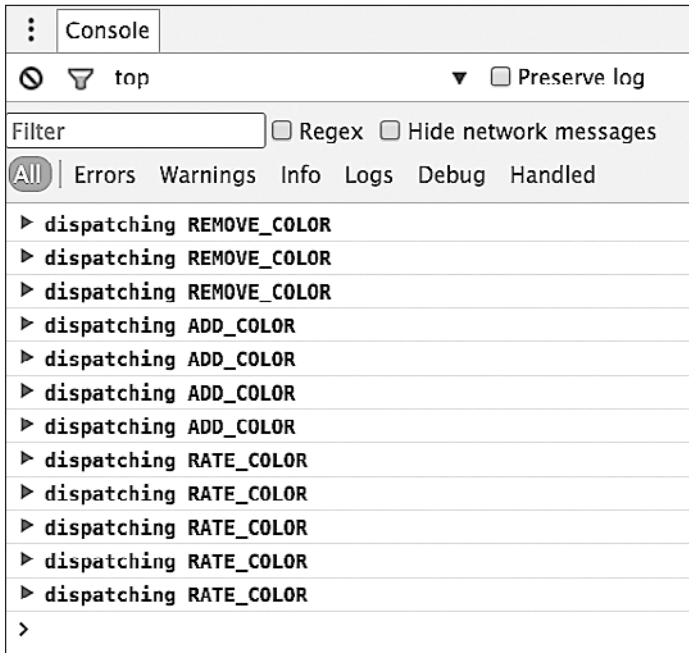 Console
top Preserve log
Filter Regex Hide network messages
All Errors Warnings Info Logs Debug Handled
dispatching REMOVE_COLOR
dispatching REMOVE_COLOR
dispatching REMOVE_COLOR
dispatching ADD_COLOR
dispatching ADD_COLOR
dispatching ADD_COLOR
dispatching ADD_COLOR
dispatching RATE_COLOR
dispatching RATE_COLOR
dispatching RATE_COLOR
dispatching RATE_COLOR
dispatching RATE_COLOR
>